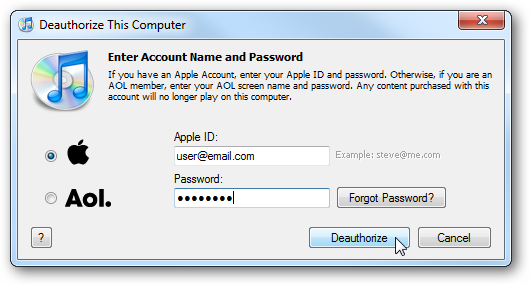 Deauthorize This Computer
Enter Account Name and Password
If you have an Apple Account, enter your Apple ID and password. Otherwise, if you are an
AOL member, enter your AOL screen name and password. Any content purchased with this
account will no longer play on this computer.
Apple ID:
user@email.com
Example: steve@me.com
Password:
●●●●●●●●
Aol.
Forgot Password?
?
Deauthorize
Cancel